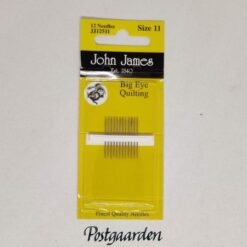 12 Needles Size 11
JJ12511
John James
Est. 1840
Big Eye
Quilting
Finest Quality Needles
Postgaarden